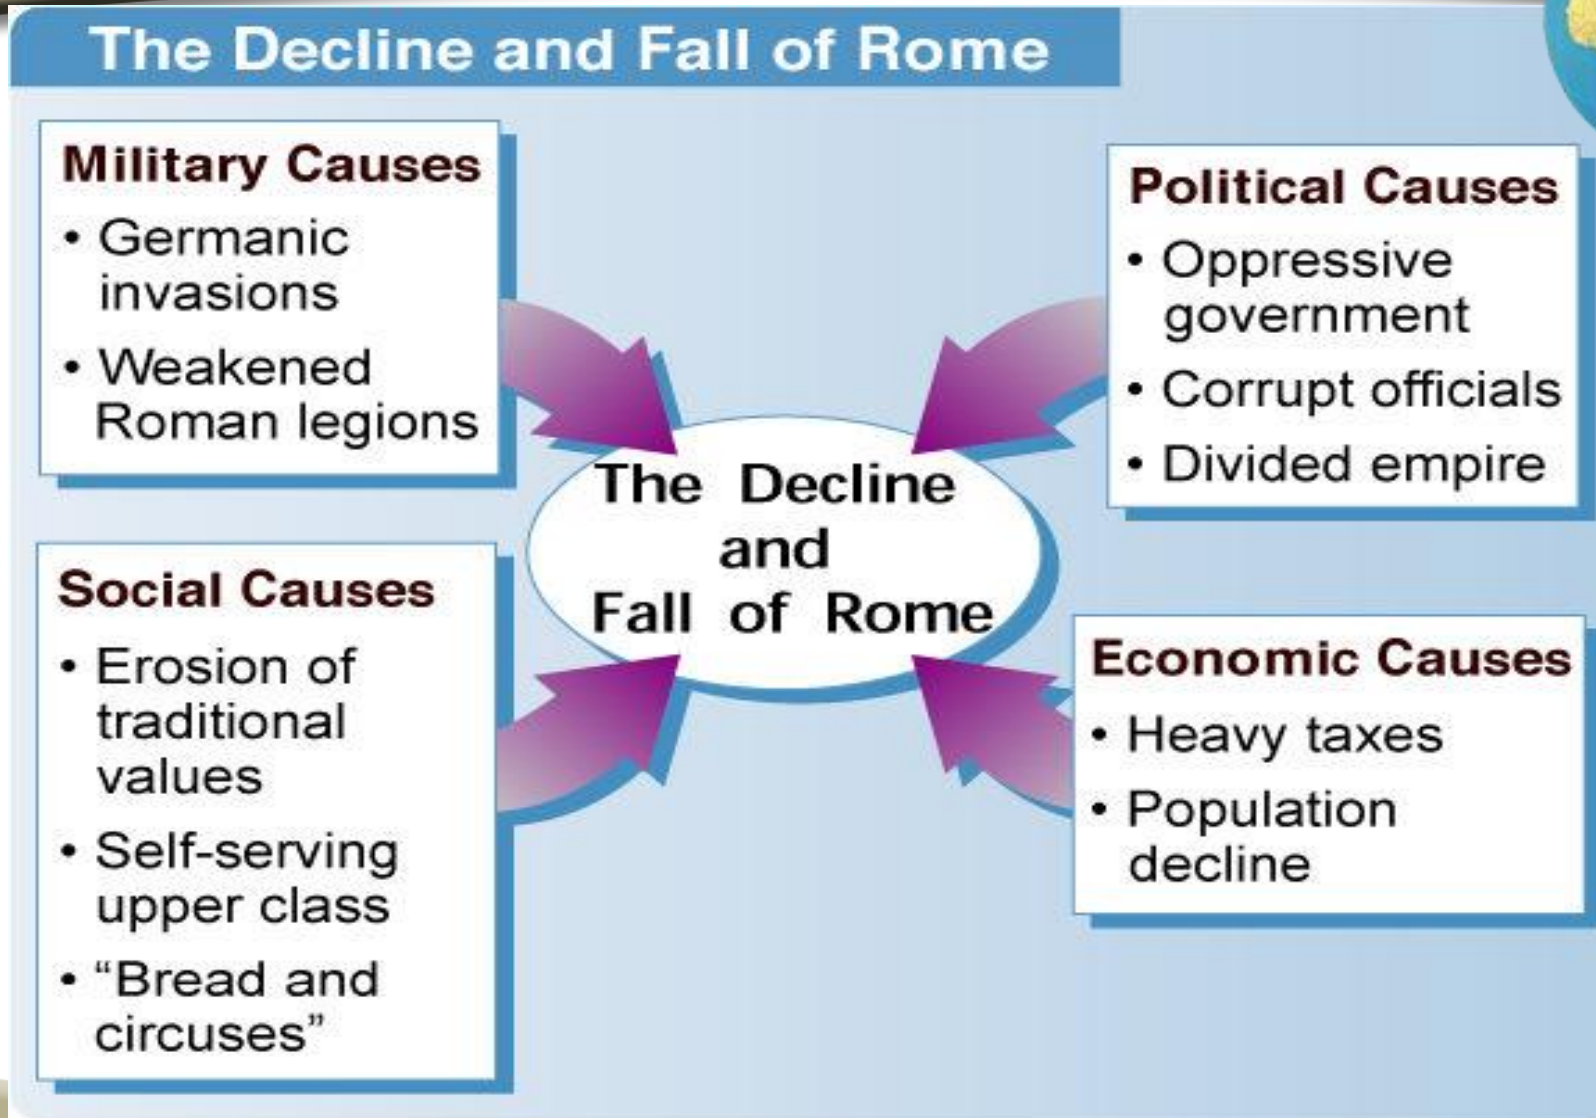 The Decline and Fall of Rome
Military Causes
• Germanic
invasions
• Weakened
Roman legions
Political Causes
• Oppressive
government
• Corrupt officials
• Divided empire
The Decline
and
Fall of Rome
Social Causes
• Erosion of
traditional
values
• Self-serving
upper class
• “Bread and
circuses”
Economic Causes
• Heavy taxes
• Population
decline